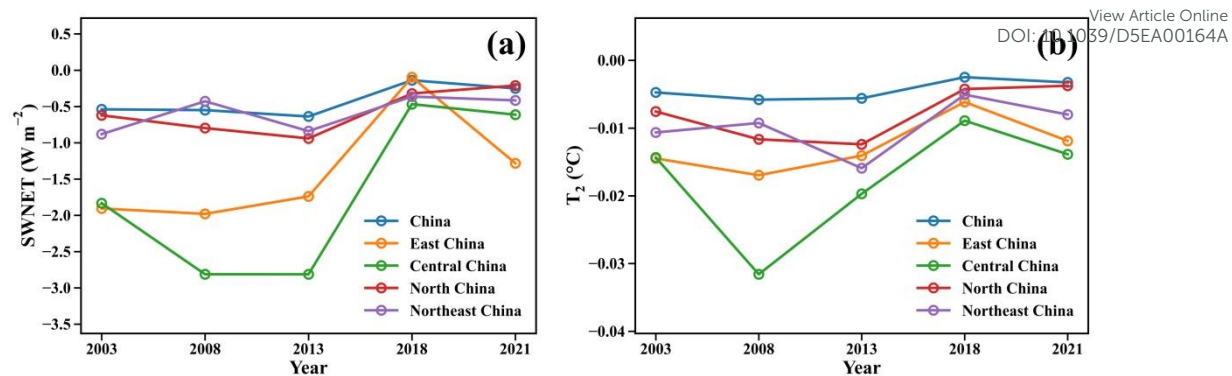 View Article Online
DOI: 10.1039/D5EA00164A
(a)
0.5
0.0
−0.5
−1.0
−1.5
−2.0
−2.5
−3.0
−3.5
SWNET (W m −2)
China
East China
Central China
North China
Northeast China
2003 2008 2013 2018 2021
Year
(b)
0.00
−0.01
−0.02
−0.03
−0.04
T2 (°C)
China
East China
Central China
North China
Northeast China
2003 2008 2013 2018 2021
Year